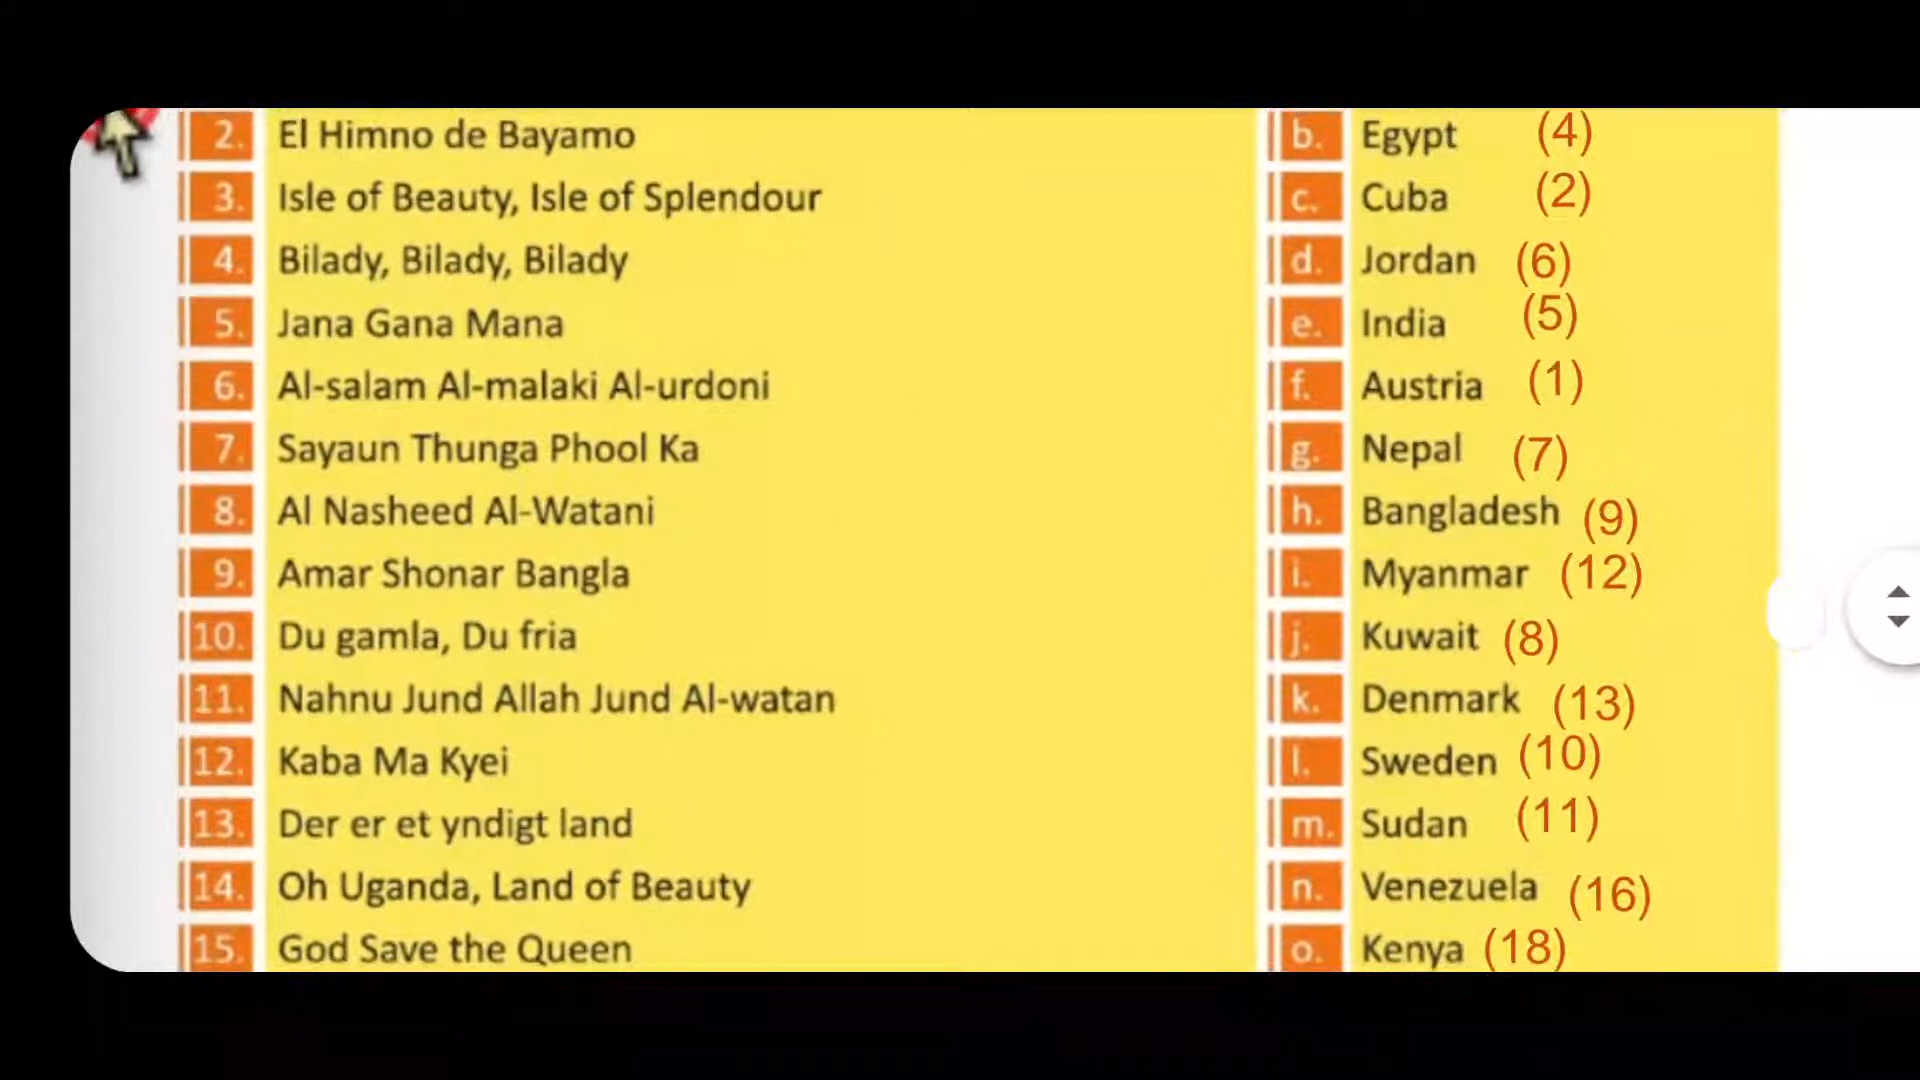 2. El Himno de Bayamo b. Egypt (4)
3. Isle of Beauty, Isle of Splendour c. Cuba (2)
4. Bilady, Bilady, Bilady d. Jordan (6)
5. Jana Gana Mana e. India (5)
6. Al-salam Al-malaki Al-urdoni f. Austria (1)
7. Sayaun Thunga Phool Ka g. Nepal (7)
8. Al Nasheed Al-Watani h. Bangladesh (9)
9. Amar Shonar Bangla i. Myanmar (12)
10. Du gamla, Du fria j. Kuwait (8)
11. Nahnu Jund Allah Jund Al-watan k. Denmark (13)
12. Kaba Ma Kyei l. Sweden (10)
13. Der er et yndigt land m. Sudan (11)
14. Oh Uganda, Land of Beauty n. Venezuela (16)
15. God Save the Queen o. Kenya (18)